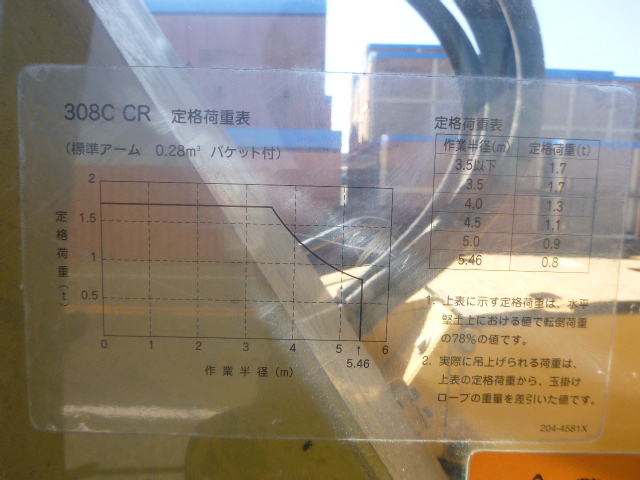 308C CR 定格荷重表
（標準アーム 0.28m³ バケット付）
2
1.5
1
0.5
定格荷重(t)
0 1 2 3 4 5 6
↑
5.46
作業半径(m)
定格荷重表
作業半径(m) 定格荷重(t)
3.5以下 1.7
3.5 1.7
4.0 1.3
4.5 1.1
5.0 0.9
5.46 0.8
1. 上表に示す定格荷重は、水平
堅土上における値で転倒荷重
の78%の値です。
2. 実際に吊上げられる荷重は、
上表の定格荷重から、玉掛け
ロープの重量を差引いた値です。
204-4581X